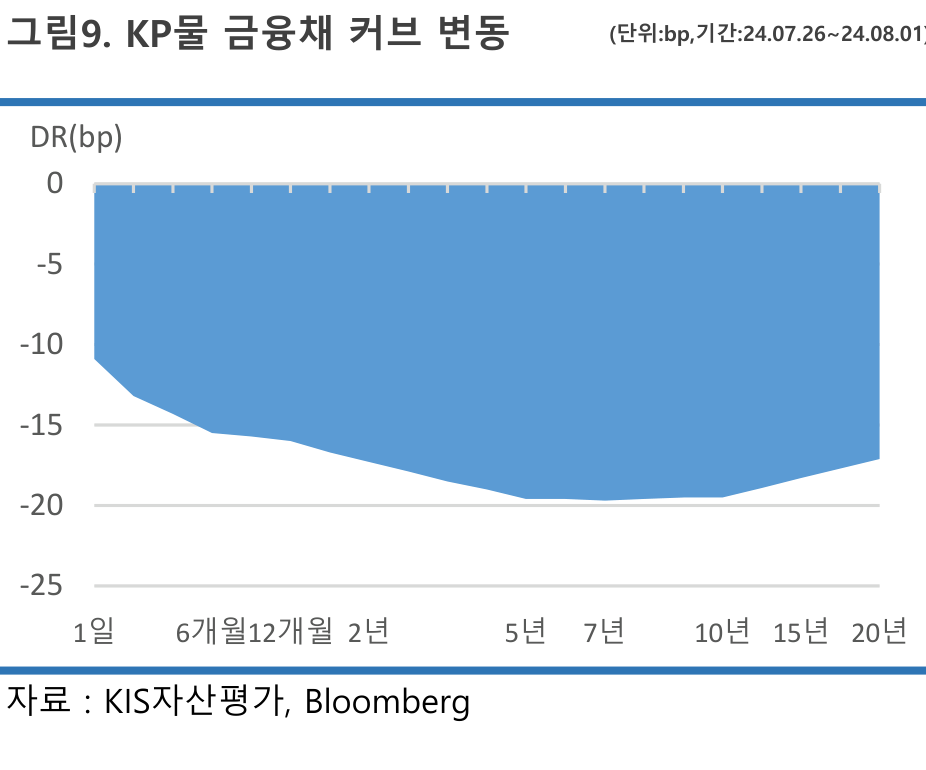 그림9. KP물 금융채 커브 변동
(단위:bp,기간:24.07.26~24.08.01)
DR(bp)
0
-5
-10
-15
-20
-25
1일 6개월 12개월 2년 5년 7년 10년 15년 20년
자료 : KIS자산평가, Bloomberg